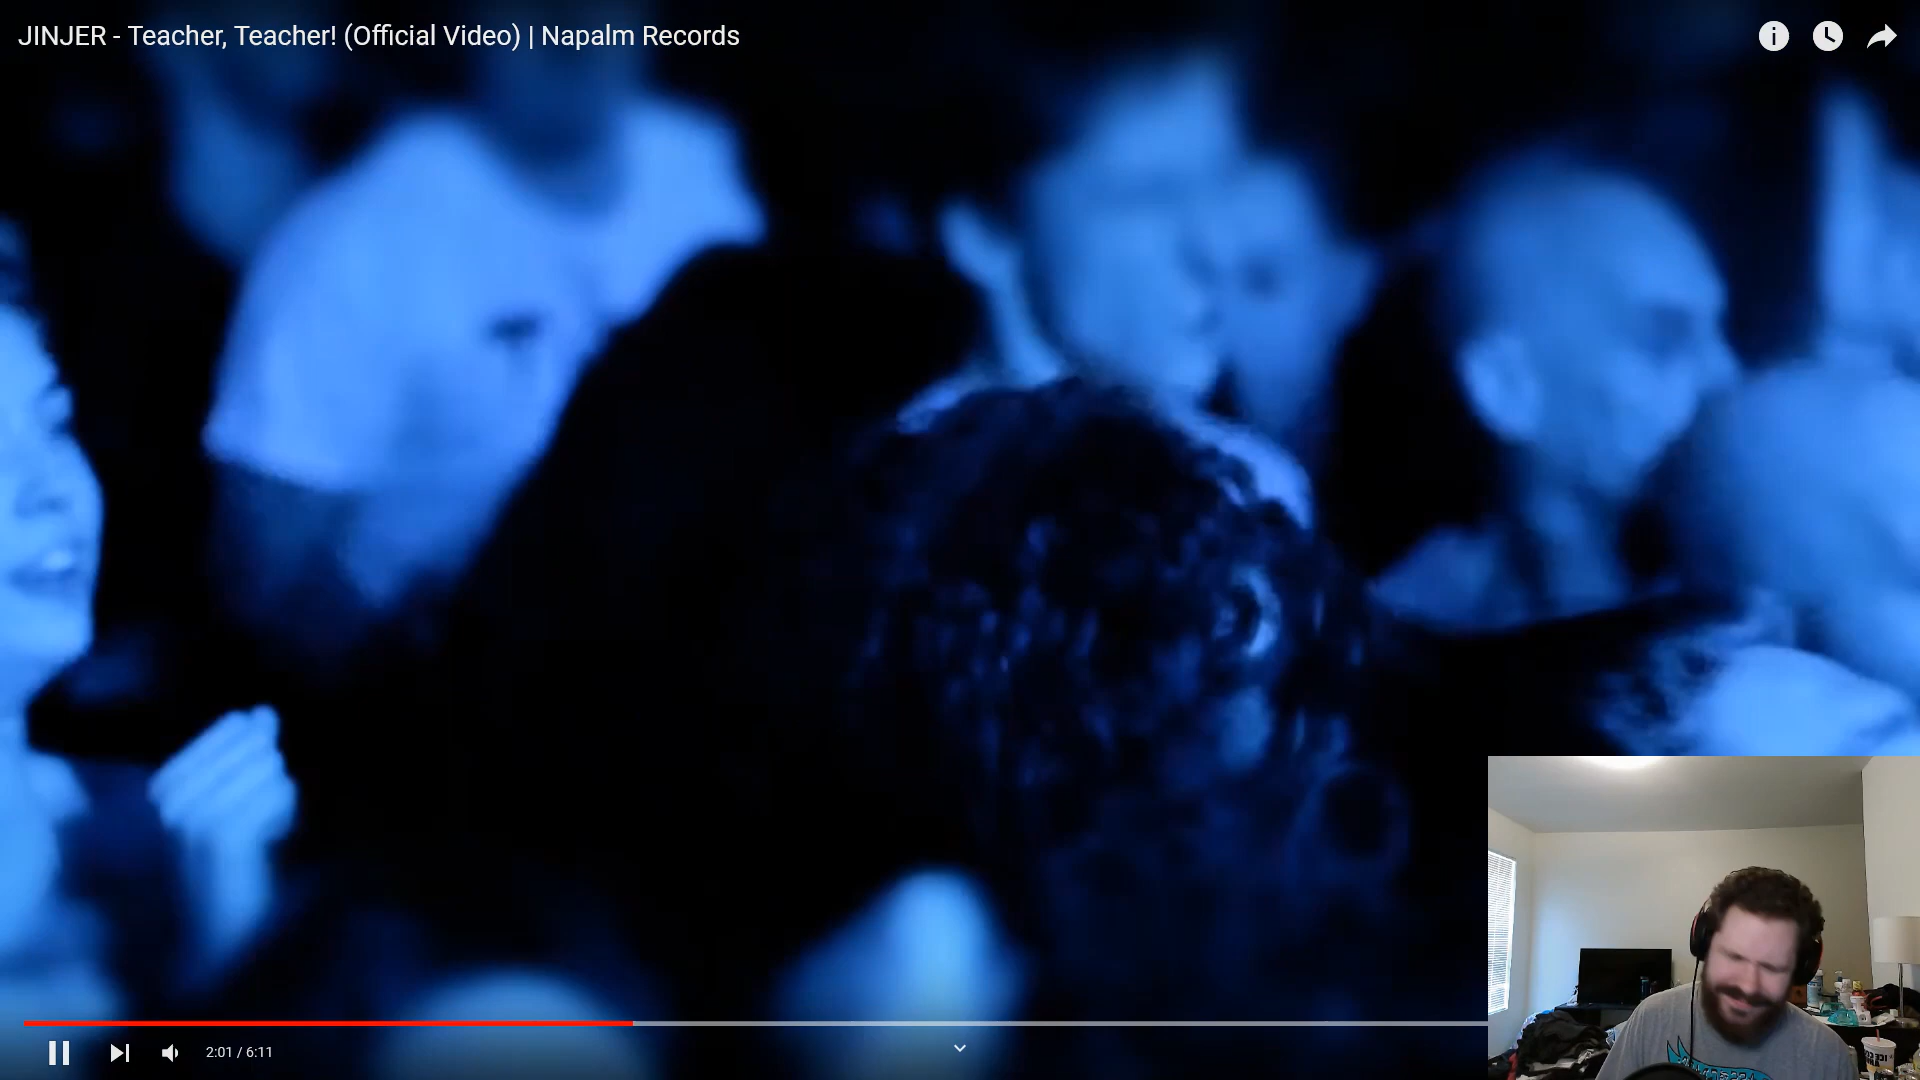 JINJER - Teacher, Teacher! (Official Video) | Napalm Records
2:01 / 6:11